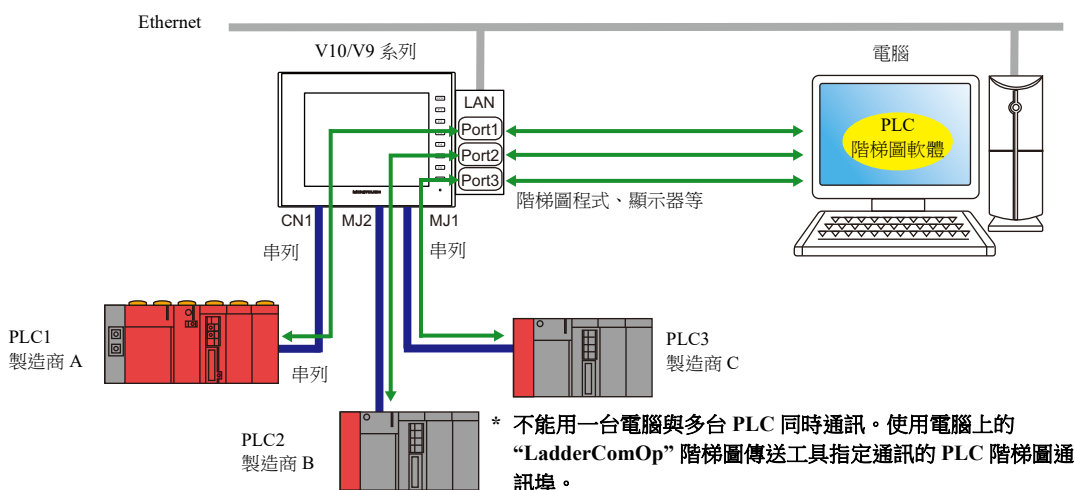 Ethernet
V10/V9 系列
電腦
LAN
Port1
Port2
Port3
PLC
階梯圖軟體
階梯圖程式、顯示器等
CN1
MJ2
MJ1
串列
串列
PLC1
製造商 A
串列
PLC3
製造商 C
PLC2
製造商 B
* 不能用一台電腦與多台 PLC 同時通訊。使用電腦上的
“LadderComOp” 階梯圖傳送工具指定通訊的 PLC 階梯圖通
訊埠。